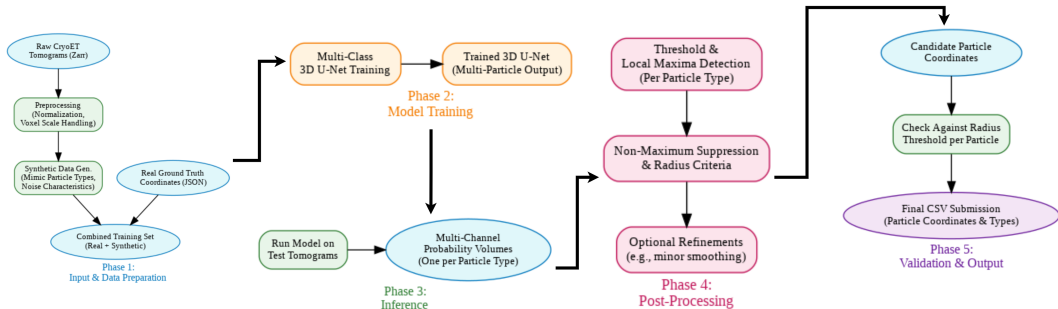 Raw CryoET
Tomograms (Zarr)
Preprocessing
(Normalization,
Voxel Scale Handling)
Synthetic Data Gen.
(Mimic Particle Types,
Noise Characteristics)
Real Ground Truth
Coordinates (JSON)
Combined Training Set
(Real + Synthetic)
Phase 1:
Input & Data Preparation
Multi-Class
3D U-Net Training
Trained 3D U-Net
(Multi-Particle Output)
Phase 2:
Model Training
Run Model on
Test Tomograms
Multi-Channel
Probability Volumes
(One per Particle Type)
Phase 3:
Inference
Threshold &
Local Maxima Detection
(Per Particle Type)
Non-Maximum Suppression
& Radius Criteria
Optional Refinements
(e.g., minor smoothing)
Phase 4:
Post-Processing
Candidate Particle
Coordinates
Check Against Radius
Threshold per Particle
Final CSV Submission
(Particle Coordinates & Types)
Phase 5:
Validation & Output